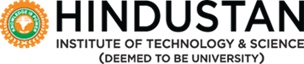 HINDUSTAN
INSTITUTE OF TECHNOLOGY & SCIENCE
(DEEMED TO BE UNIVERSITY)